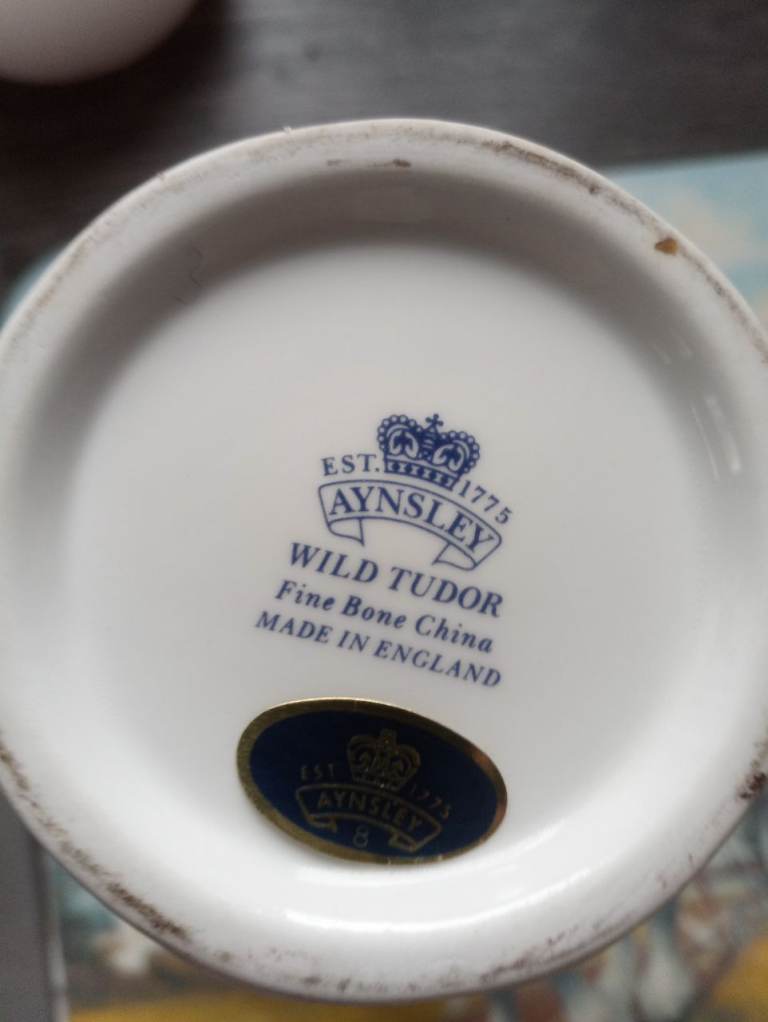 EST. 1775
AYNSLEY
WILD TUDOR
Fine Bone China
MADE IN ENGLAND
EST 1775
AYNSLEY
8